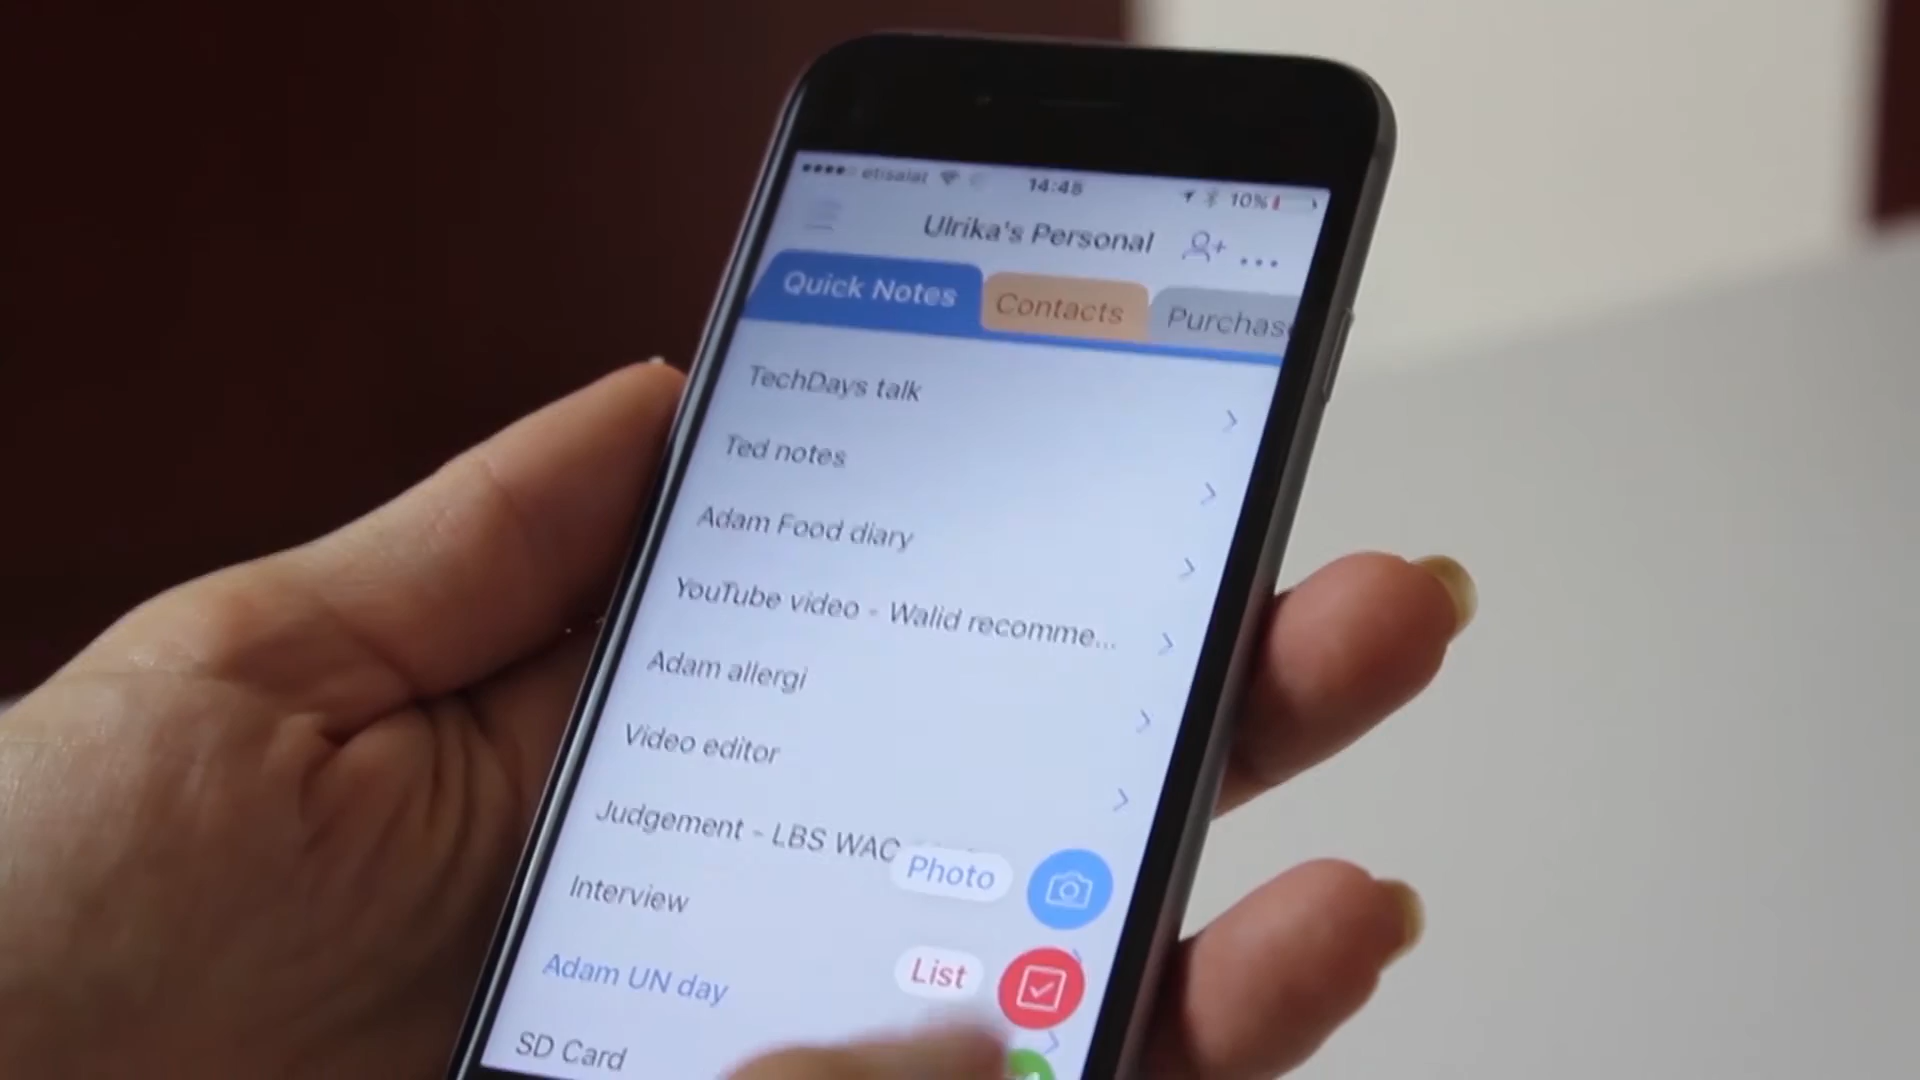 etisalat 14:45 10%
Ulrika's Personal
Quick Notes Contacts Purchas
TechDays talk
Ted notes
Adam Food diary
YouTube video - Walid recomme...
Adam allergi
Video editor
Judgement - LBS WAC
Photo
Interview
List
Adam UN day
SD Card